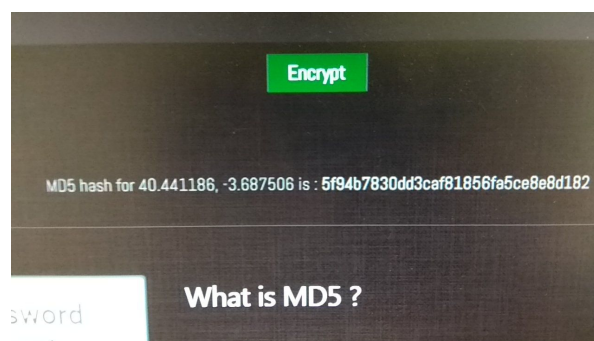 Encrypt
MD5 hash for 40.441186, -3.687506 is : 5f94b7830dd3caf81856fa5ce8e8d182
What is MD5 ?
sword